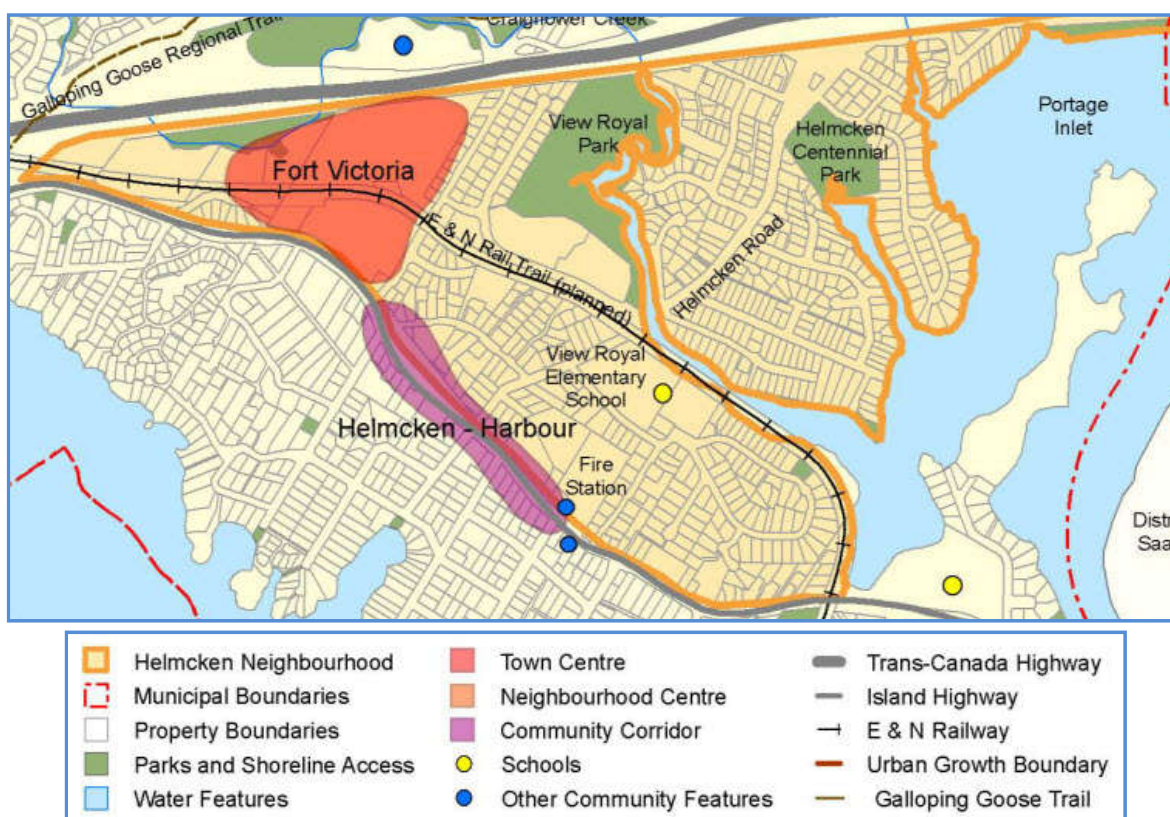 Craigflower Creek
Galloping Goose Regional Trail
Portage
Inlet
View Royal
Park
Helmcken
Centennial
Park
Fort Victoria
E & N Rail Trail (planned)
Helmcken Road
View Royal
Elementary
School
Helmcken - Harbour
Fire
Station
Distr
Saa
Helmcken Neighbourhood
Municipal Boundaries
Property Boundaries
Parks and Shoreline Access
Water Features
Town Centre
Neighbourhood Centre
Community Corridor
Schools
Other Community Features
Trans-Canada Highway
Island Highway
E & N Railway
Urban Growth Boundary
Galloping Goose Trail